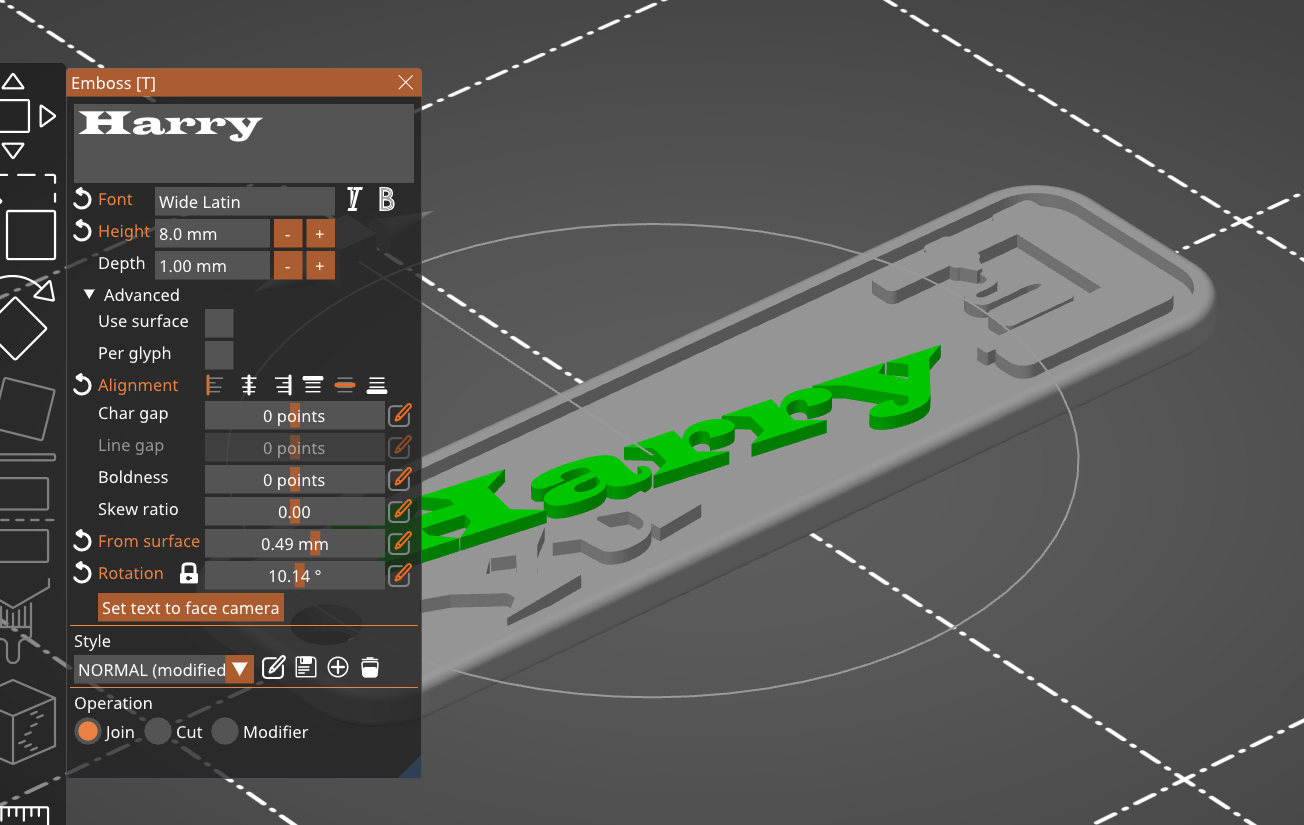 Emboss [T]
Harry
Font Wide Latin I B
Height 8.0 mm - +
Depth 1.00 mm - +
Advanced
Use surface
Per glyph
Alignment
Char gap 0 points
Line gap 0 points
Boldness 0 points
Skew ratio 0.00
From surface 0.49 mm
Rotation 10.14 °
Set text to face camera
Style
NORMAL (modified
Operation
Join Cut Modifier
Harry